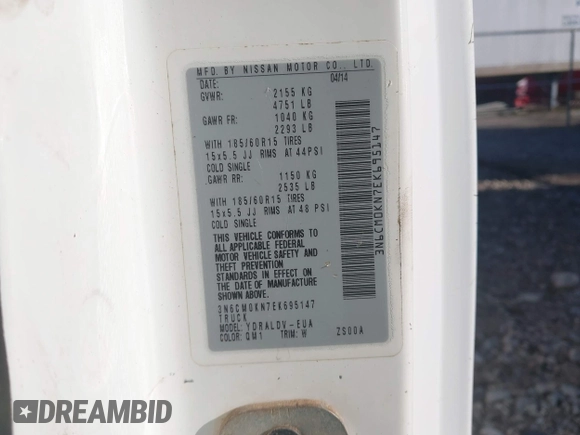 MFD. BY NISSAN MOTOR CO., LTD.
DATE: 04/14
GVWR: 2155 KG
4751 LB
GAWR FR: 1040 KG
2293 LB
WITH 185/60R15 TIRES
15x5.5 JJ RIMS AT 44PSI
COLD SINGLE
GAWR RR: 1150 KG
2535 LB
WITH 185/60R15 TIRES
15x5.5 JJ RIMS AT 48 PSI
COLD SINGLE
THIS VEHICLE CONFORMS TO
ALL APPLICABLE FEDERAL
MOTOR VEHICLE SAFETY AND
THEFT PREVENTION
STANDARDS IN EFFECT ON
THE DATE OF MANUFACTURE
SHOWN ABOVE.
3N6CM0KN7EK695147
TRUCK
MODEL: YDRALDV-EUA
COLOR: QM1 TRIM: W ZS00A
3N6CM0KN7EK695147
DREAMBID